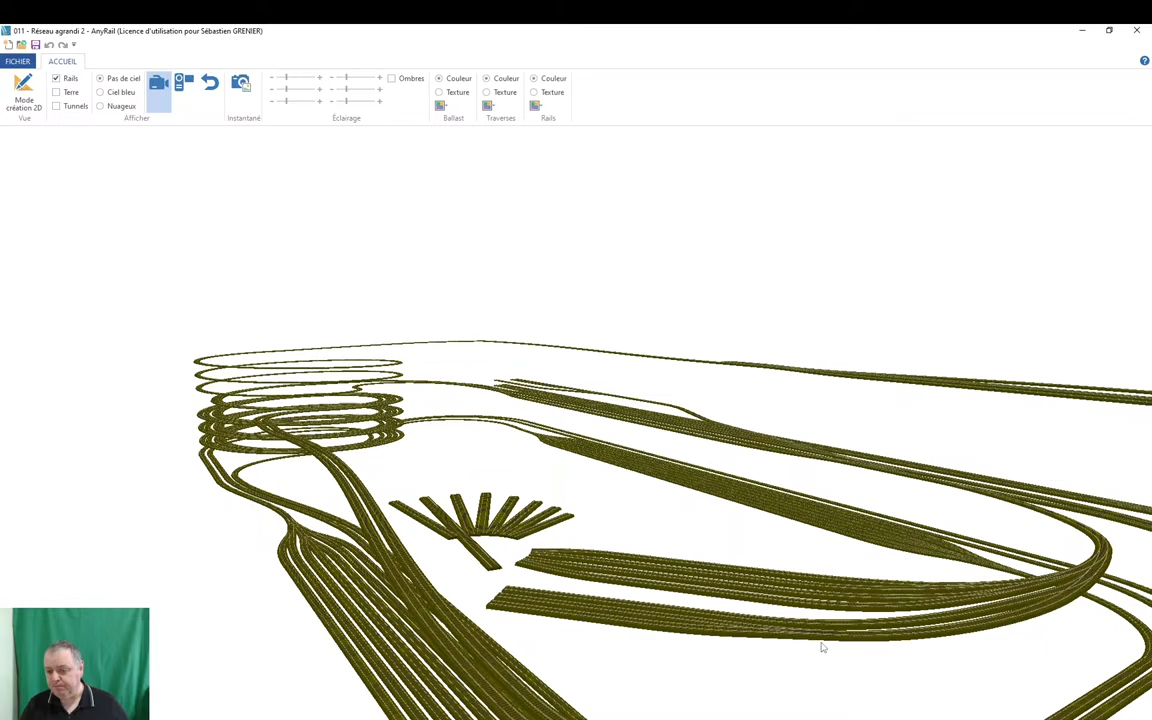 011 - Réseau agrandi 2 - AnyRail (Licence d'utilisation pour Sébastien GRENIER)
FICHIER
ACCUEIL
Mode création 2D
Vue
Rails
Terre
Tunnels
Pas de ciel
Ciel bleu
Nuageux
Afficher
Instantané
Ombres
Éclairage
Couleur
Texture
Ballast
Couleur
Texture
Traverses
Couleur
Texture
Rails